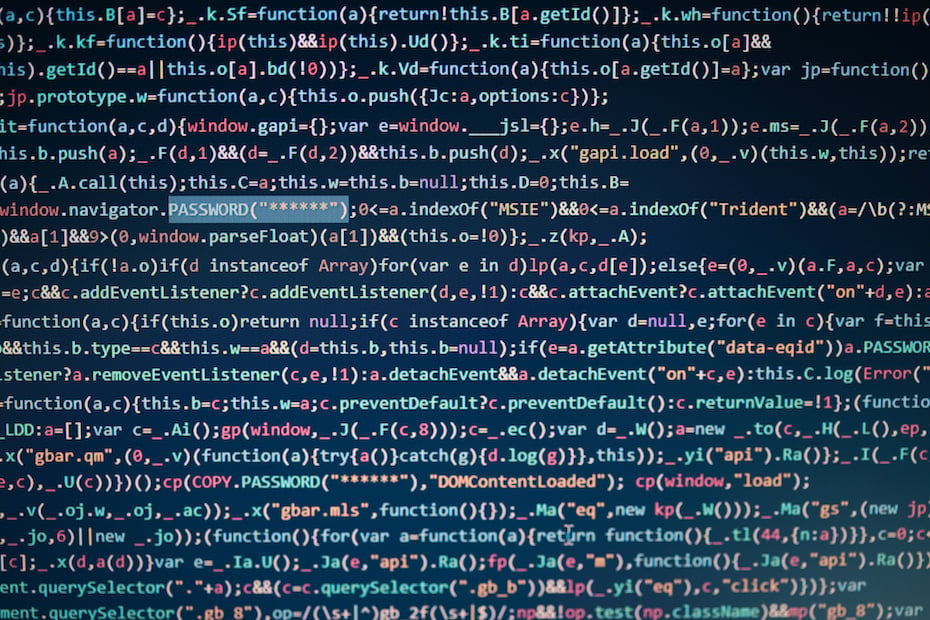 (a,c){this.B[a]=c};_.k.Sf=function(a){return!this.B[a.getId()]};_.k.wh=function(){return!!ip(
)};_.k.kf=function(){ip(this)&&ip(this).Ud()};_.k.ti=function(a){this.o[a]&&
his).getId()==a||this.o[a].bd(!0))};_.k.Vd=function(a){this.o[a.getId()]=a};var jp=function()
;jp.prototype.w=function(a,c){this.o.push({Jc:a,options:c})};
it=function(a,c,d){window.gapi={};var e=window.___jsl={};e.h=_.J(_.F(a,1));e.ms=_.J(_.F(a,2))
his.b.push(a);_.F(d,1)&&(d=_.F(d,2))&&this.b.push(d);_.x("gapi.load",(0,_.v)(this.w,this));ret
(a){_.A.call(this);this.C=a;this.w=this.b=null;this.D=0;this.B=
window.navigator.PASSWORD("******");0<=a.indexOf("MSIE")&&0<=a.indexOf("Trident")&&(a=/\b(?:MS
)&&a[1]&&9>(0,window.parseFloat)(a[1])&&(this.o=!0)};_.z(kp,_.A);
(a,c,d){if(!a.o)if(d instanceof Array)for(var e in d)lp(a,c,d[e]);else{e=(0,_.v)(a.F,a,c);var
=e;c&&c.addEventListener?c.addEventListener(d,e,!1):c&&c.attachEvent?c.attachEvent("on"+d,e):a
=function(a,c){if(this.o)return null;if(c instanceof Array){var d=null,e;for(e in c){var f=this
&&this.b.type==c&&this.w==a&&(d=this.b,this.b=null);if(e=a.getAttribute("data-eqid"))a.PASSWOR
istener?a.removeEventListener(c,e,!1):a.detachEvent&&a.detachEvent("on"+c,e):this.C.log(Error("
=function(a,c){this.b=c;this.w=a;c.preventDefault?c.preventDefault():c.returnValue=!1};(functio
_LDD:a=[];var c=_.Ai();gp(window,_.J(_.F(c,8)));c=_.ec();var d=_.W();a=new _.to(c,_.H(_.L(),ep,
.x("gbar.qm",(0,_.v)(function(a){try{a()}catch(g){d.log(g)}},this));_.yi("api").Ra()};_.I(_.F(c
e,c),_.U(c))})();cp(COPY.PASSWORD("******"),"DOMContentLoaded"); cp(window,"load");
,_.v(_.oj.w,_.oj,_.ac));_.x("gbar.mls",function(){});_.Ma("eq",new kp(_.W()));_.Ma("gs",(new jp)
_.jo,6)||new _.jo));(function(){for(var a=function(a){return function(){_.tl(44,{n:a})}},c=0;c<
[c];_.x(d,a(d))}var e=_.Ia.U();_.Ja(e,"api").Ra();fp(_.Ja(e,"m"),function(){_.Ja(e,"api").Ra()})
ent.querySelector("."+a);c&&(c=c.querySelector(".gb_b"))&&lp(_.yi("eq"),c,"click")}})};var
ment.querySelector(".gb_8"),op=/(\s+|^)gb_2f(\s+|$)/;np&&!op.test(np.className)&&mp("gb_8");var